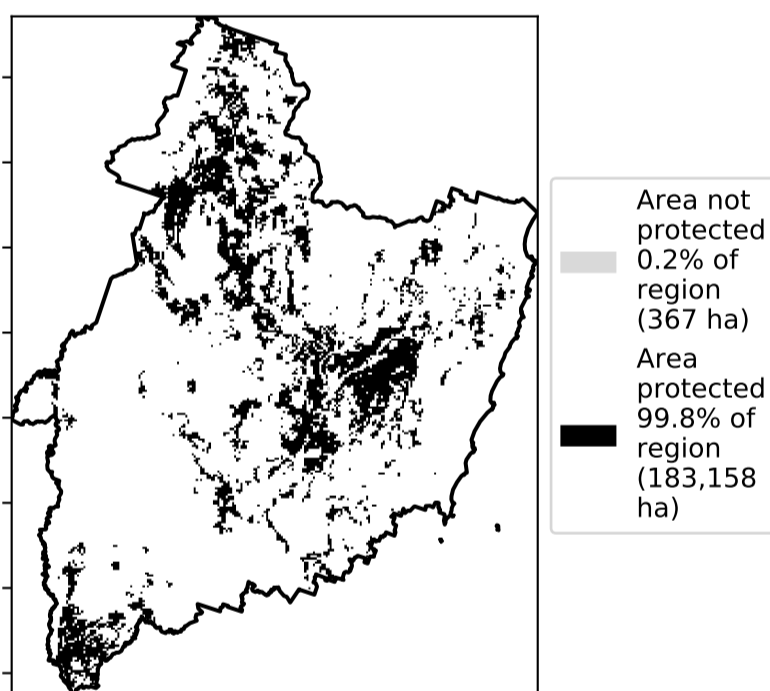 Area not
protected
0.2% of
region
(367 ha)
Area
protected
99.8% of
region
(183,158
ha)